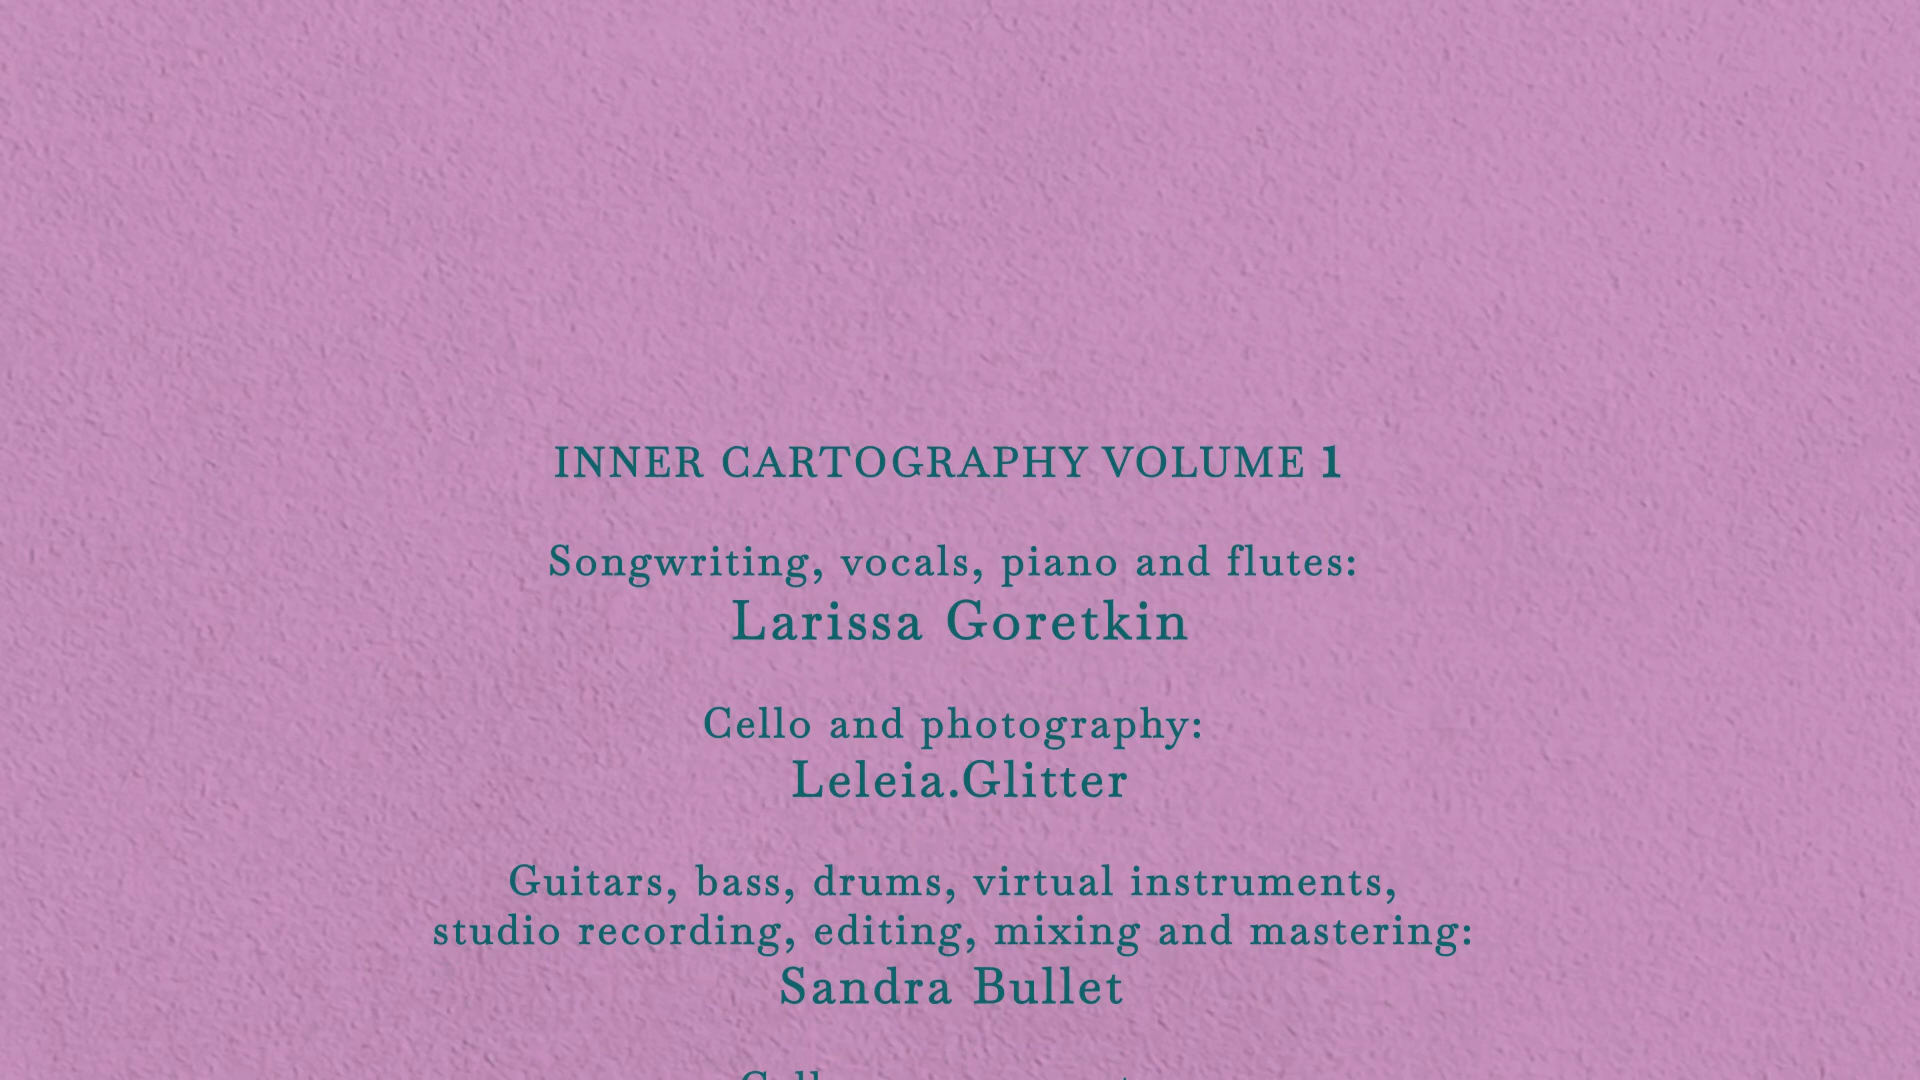 INNER CARTOGRAPHY VOLUME 1
Songwriting, vocals, piano and flutes:
Larissa Goretkin
Cello and photography:
Leleia.Glitter
Guitars, bass, drums, virtual instruments,
studio recording, editing, mixing and mastering:
Sandra Bullet